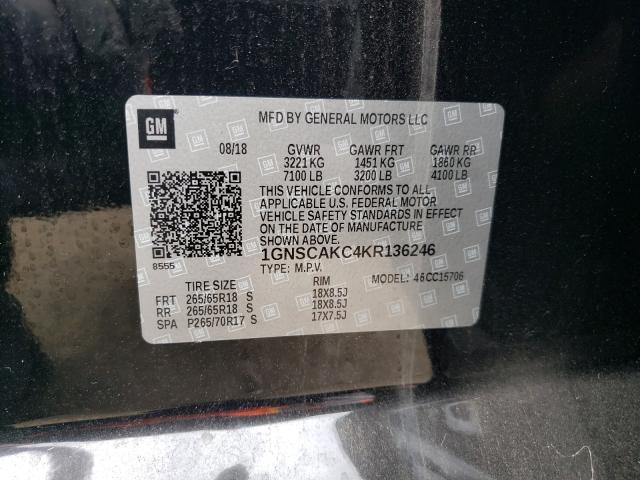 GM
MFD BY GENERAL MOTORS LLC
08/18 GVWR GAWR FRT GAWR RR
3221 KG 1451 KG 1860 KG
7100 LB 3200 LB 4100 LB
THIS VEHICLE CONFORMS TO ALL
APPLICABLE U.S. FEDERAL MOTOR
VEHICLE SAFETY STANDARDS IN EFFECT
ON THE DATE OF MANUFACTURE
SHOWN ABOVE.
1GNSCAKC4KR136246
8555
TYPE: M.P.V. MODEL: 46CC15706
TIRE SIZE RIM
FRT 265/65R18 S 18X8.5J
RR 265/65R18 S 18X8.5J
SPA P265/70R17 S 17X7.5J